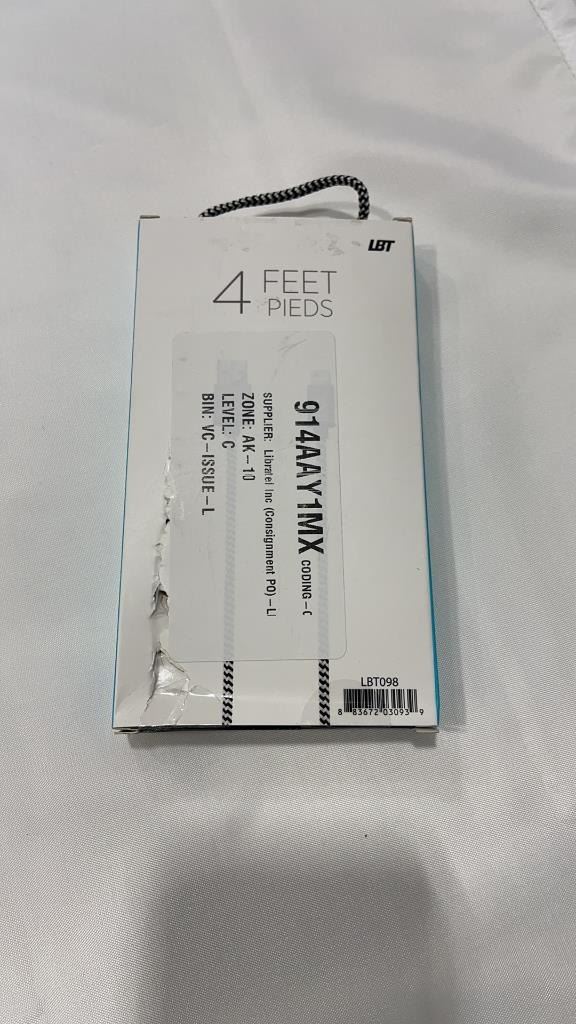 LBT
4 FEET
PIEDS
914AAY1MX CODING-C
SUPPLIER: Libratel Inc (Consignment PO)-Li
ZONE: AK-10
LEVEL: C
BIN: VC-ISSUE-L
LBT098
8 83672 03093 9